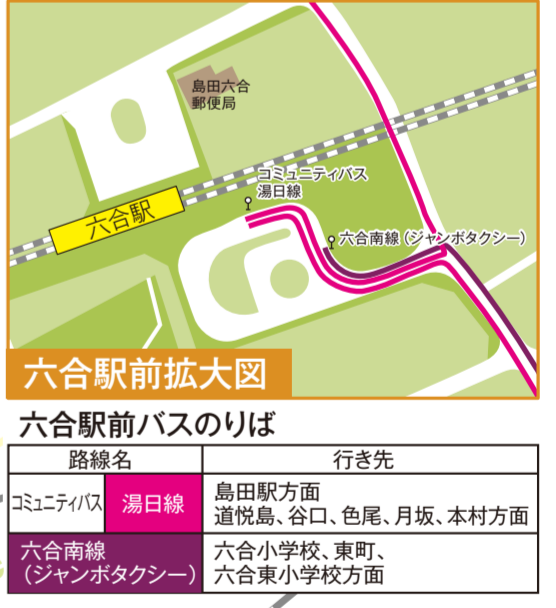 島田六合
郵便局
コミュニティバス
湯日線
六合駅
六合南線（ジャンボタクシー）
六合駅前拡大図
六合駅前バスのりば
路線名 行き先
コミュニティバス 湯日線 島田駅方面
道悦島、谷口、色尾、月坂、本村方面
六合南線 六合小学校、東町、
（ジャンボタクシー） 六合東小学校方面